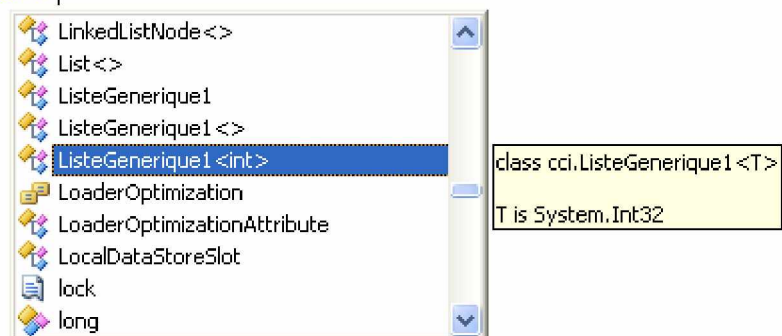 LinkedListNode<>
List<>
ListeGenerique1
ListeGenerique1<>
ListeGenerique1<int>
LoaderOptimization
LoaderOptimizationAttribute
LocalDataStoreSlot
lock
long
class cci.ListeGenerique1<T>
T is System.Int32